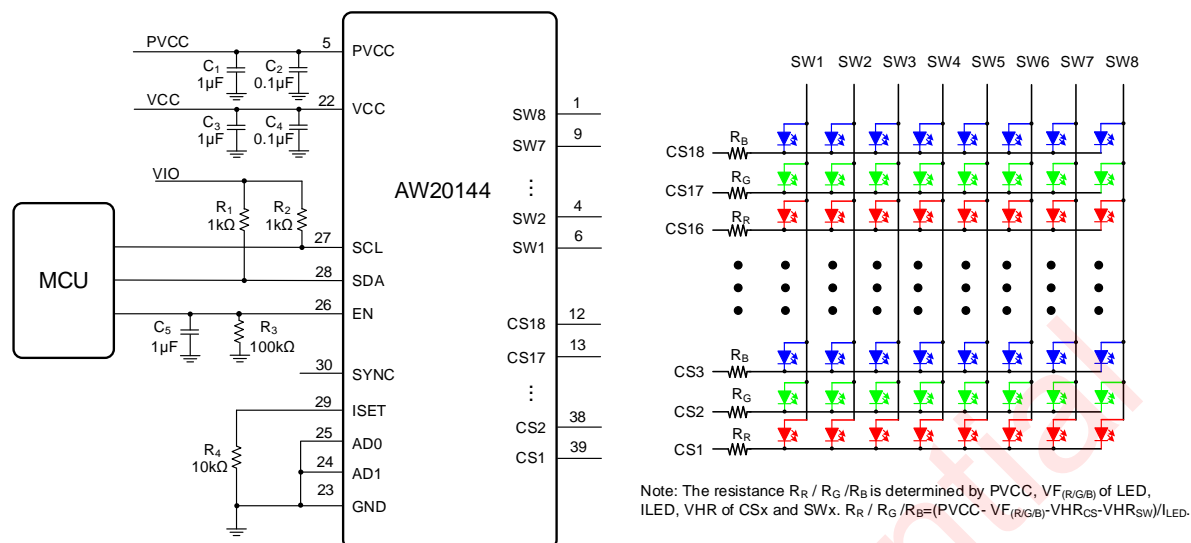 PVCC
5
PVCC
C1
1µF
C2
0.1µF
VCC
22
VCC
C3
1µF
C4
0.1µF
VIO
R1
1kΩ
R2
1kΩ
MCU
27
SCL
28
SDA
26
EN
C5
1µF
R3
100kΩ
30
SYNC
29
ISET
R4
10kΩ
25
AD0
24
AD1
23
GND
AW20144
SW8
1
SW7
9
SW2
4
SW1
6
CS18
12
CS17
13
CS2
38
CS1
39
SW1 SW2 SW3 SW4 SW5 SW6 SW7 SW8
CS18 RB
CS17 RG
CS16 RR
CS3 RB
CS2 RG
CS1 RR
Note: The resistance RR / RG /RB is determined by PVCC, VF(R/G/B) of LED,
ILED, VHR of CSx and SWx. RR / RG /RB=(PVCC- VF(R/G/B)-VHRCS-VHRSW)/ILED.